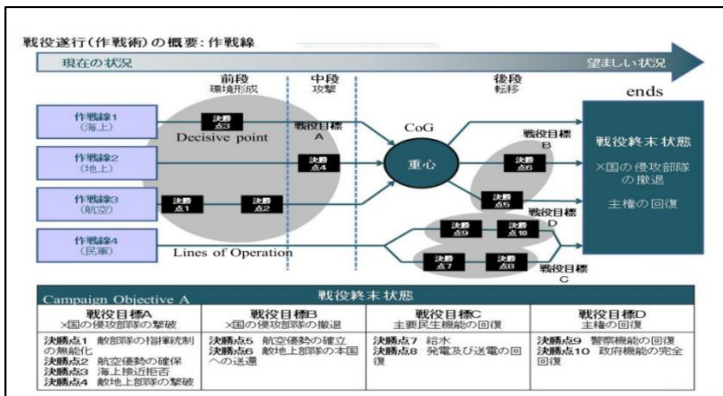 戦役遂行(作戦術)の概要:作戦線
現在の状況
望ましい状況
前段
環境形成
中段
攻撃
後段
転移
ends
作戦線1
(海上)
決勝
点3
Decisive point
戦役目標
A
CoG
戦役目標
B
戦役終末状態
作戦線2
(地上)
決勝
点4
重心
決勝
点6
×国の侵攻部隊
の撤退
主権の回復
作戦線3
(航空)
決勝
点1
決勝
点2
決勝
点5
戦役目標
D
作戦線4
(民軍)
Lines of Operation
決勝
点9
決勝
点10
決勝
点7
決勝
点8
戦役目標
C
Campaign Objective A
戦役終末状態
戦役目標A
×国の侵攻部隊の撃破
決勝点1 敵部隊の指揮統制
の無能化
決勝点2 航空優勢の確保
決勝点3 海上接近拒否
決勝点4 敵地上部隊の撃破
戦役目標B
×国の侵攻部隊の撤退
決勝点5 航空優勢の確立
決勝点6 敵地上部隊の本国
への送還
戦役目標C
主要民生機能の回復
決勝点7 給水
決勝点8 発電及び送電の回
復
戦役目標D
主権の回復
決勝点9 警察機能の回復
決勝点10 政府機能の完全
回復